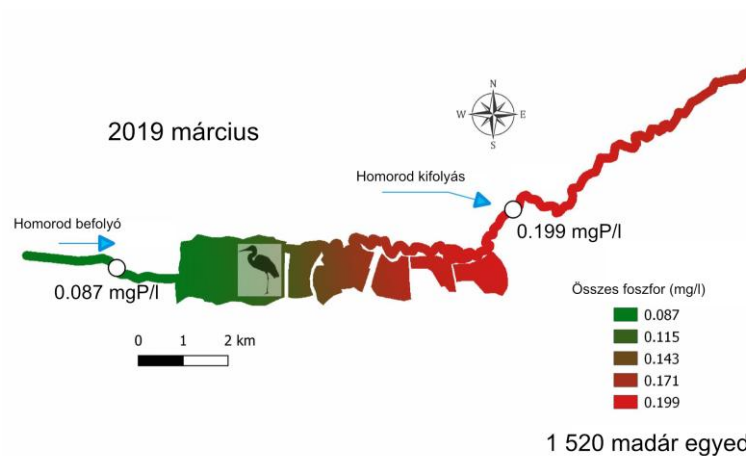 2019 március
N
W
E
S
Homorod kifolyás
Homorod befolyó
0.199 mgP/l
0.087 mgP/l
Összes foszfor (mg/l)
0.087
0.115
0.143
0.171
0.199
0 1 2 km
1 520 madár egyed